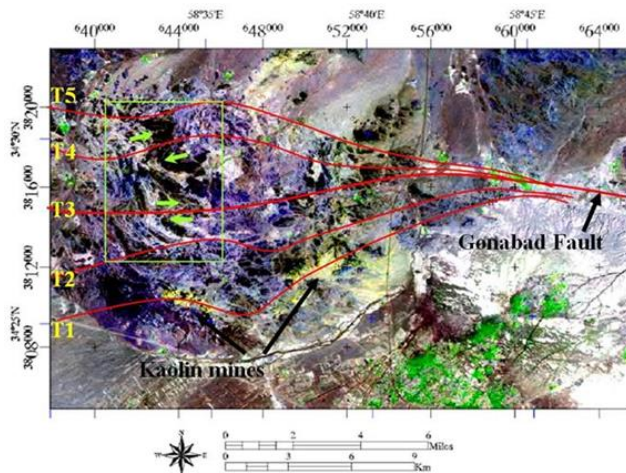 58°35'E 58°40'E 58°45'E
640000 644000 648000 652000 656000 660000 664000
3820000
34°30'N
3816000
3812000
34°25'N
3808000
T5
T4
T3
T2
T1
Gonabad Fault
Kaolin mines
N
W E
S
0 2 4 6
Miles
0 3 6 9
Km